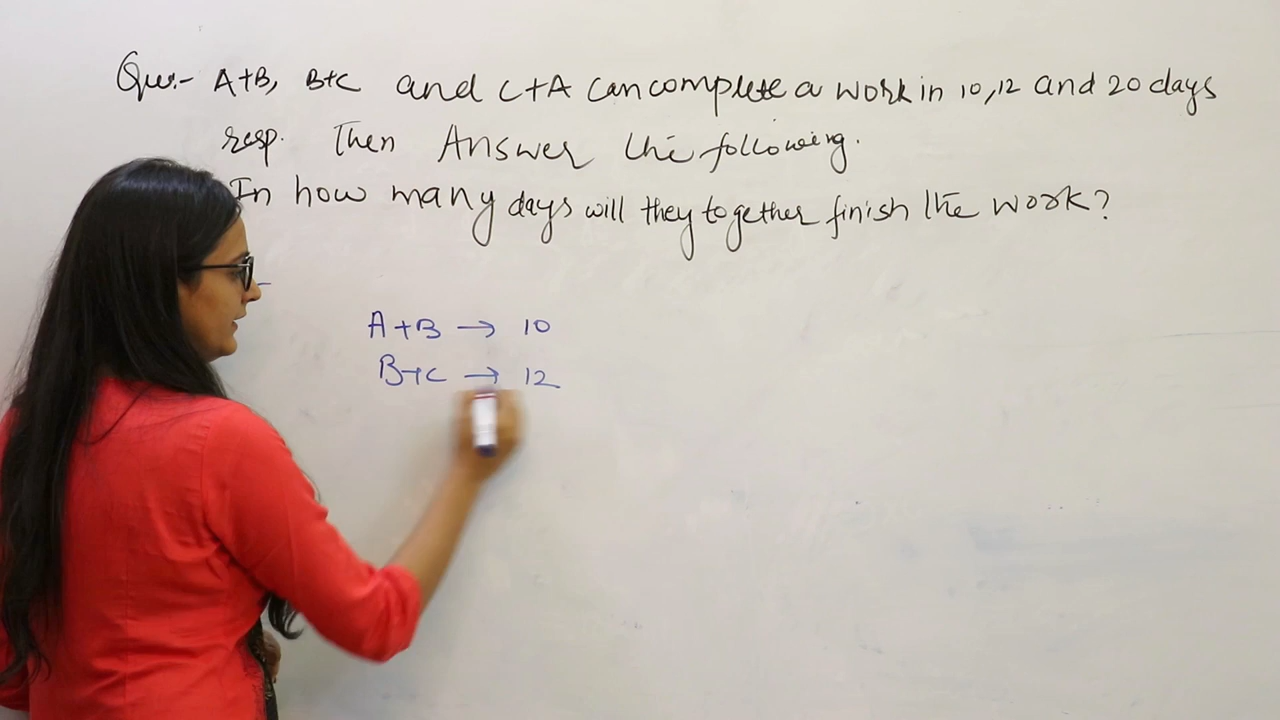 Que:- A+B, B+C and C+A can complete a work in 10, 12 and 20 days
resp. Then Answer the following.
In how many days will they together finish the work?
A+B → 10
B+C → 12